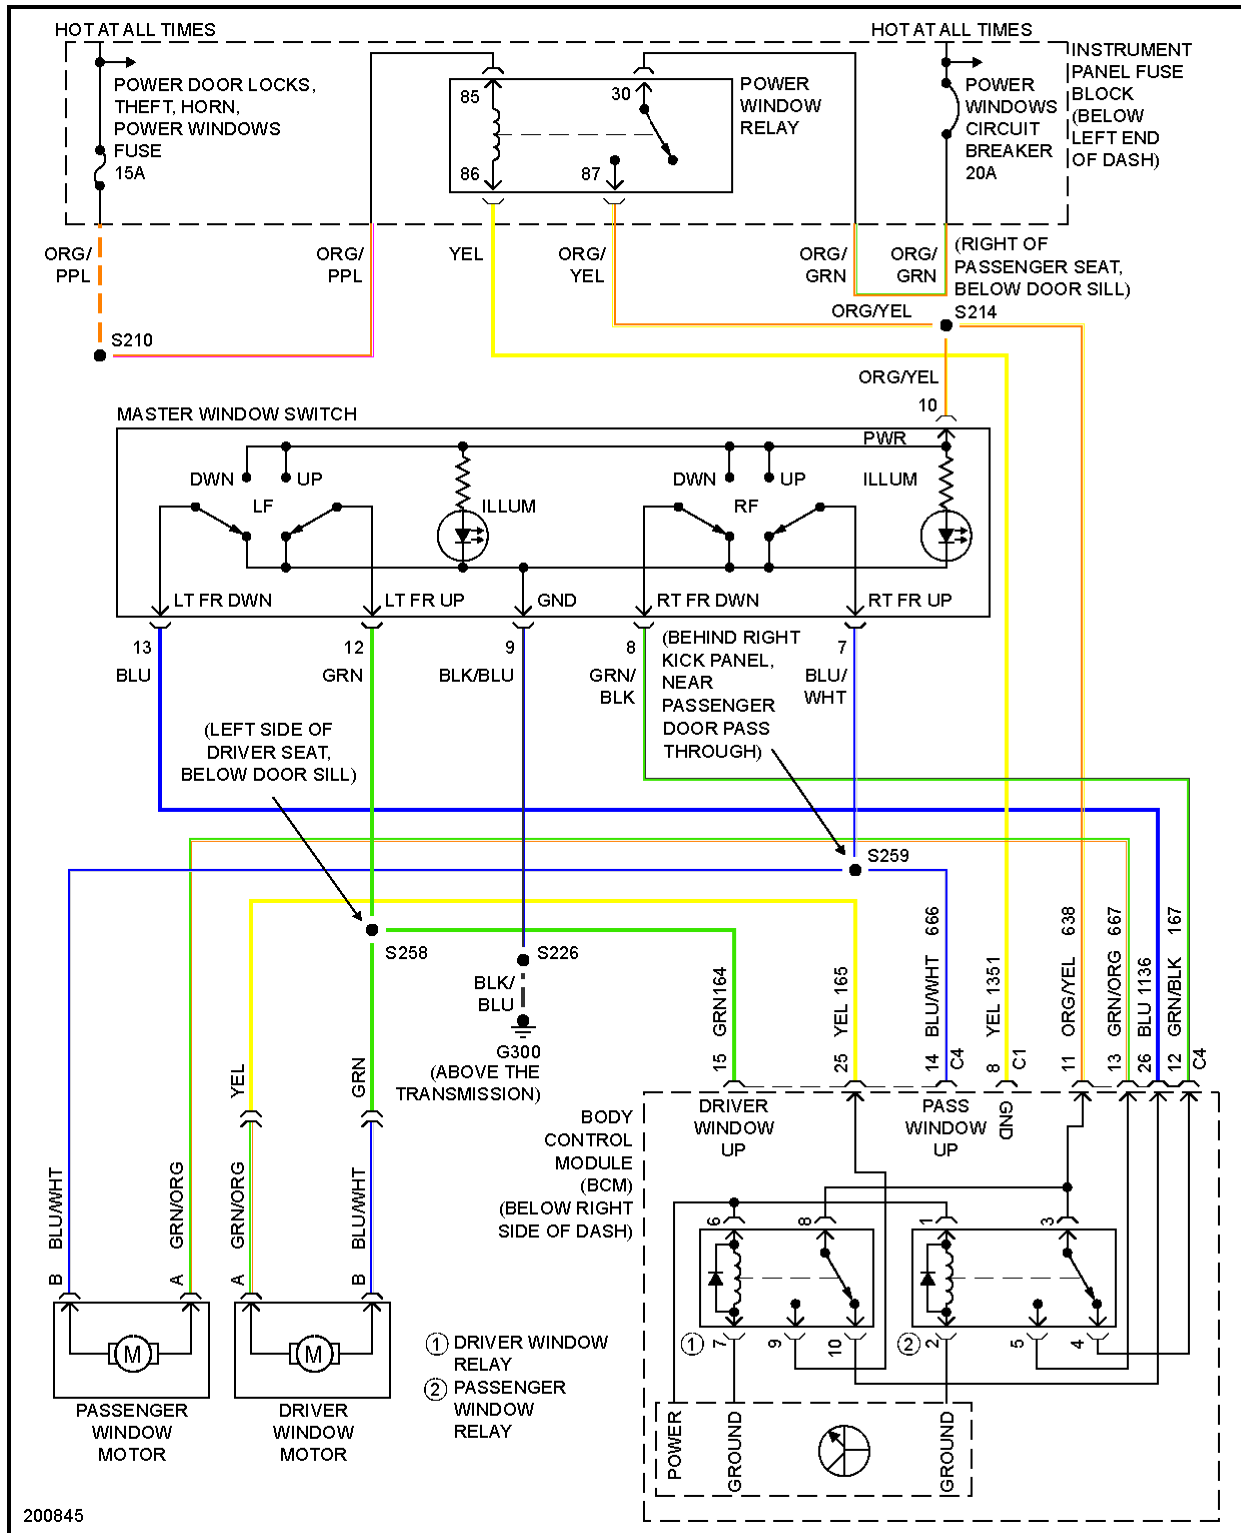 HOT AT ALL TIMES
HOT AT ALL TIMES
POWER DOOR LOCKS,
THEFT, HORN,
POWER WINDOWS
FUSE
15A
85
30
86
87
POWER
WINDOW
RELAY
POWER
WINDOWS
CIRCUIT
BREAKER
20A
INSTRUMENT
PANEL FUSE
BLOCK
(BELOW
LEFT END
OF DASH)
ORG/
PPL
ORG/
PPL
YEL
ORG/
YEL
ORG/
GRN
ORG/
GRN
(RIGHT OF
PASSENGER SEAT,
BELOW DOOR SILL)
S210
ORG/YEL
S214
ORG/YEL
10
MASTER WINDOW SWITCH
PWR
DWN
UP
LF
ILLUM
DWN
UP
RF
ILLUM
LT FR DWN
LT FR UP
GND
RT FR DWN
RT FR UP
13
12
9
8
7
BLU
GRN
BLK/BLU
GRN/
BLK
(BEHIND RIGHT
KICK PANEL,
NEAR
PASSENGER
DOOR PASS
THROUGH)
BLU/
WHT
(LEFT SIDE OF
DRIVER SEAT,
BELOW DOOR SILL)
S259
S258
S226
BLK/
BLU
G300
(ABOVE THE
TRANSMISSION)
GRN 164
YEL 165
BLU/WHT 666
YEL 1351
ORG/YEL 638
GRN/ORG 667
BLU 1136
GRN/BLK 167
15
25
14
C4
8
C1
11
13
26
12
C4
YEL
GRN
BLU/WHT
GRN/ORG
GRN/ORG
BLU/WHT
B
A
A
B
M
M
PASSENGER
WINDOW
MOTOR
DRIVER
WINDOW
MOTOR
BODY
CONTROL
MODULE
(BCM)
(BELOW RIGHT
SIDE OF DASH)
DRIVER
WINDOW
UP
PASS
WINDOW
UP
GND
6
8
1
3
7
9
10
2
5
4
1
2
1 DRIVER WINDOW
RELAY
2 PASSENGER
WINDOW
RELAY
POWER
GROUND
GROUND
200845